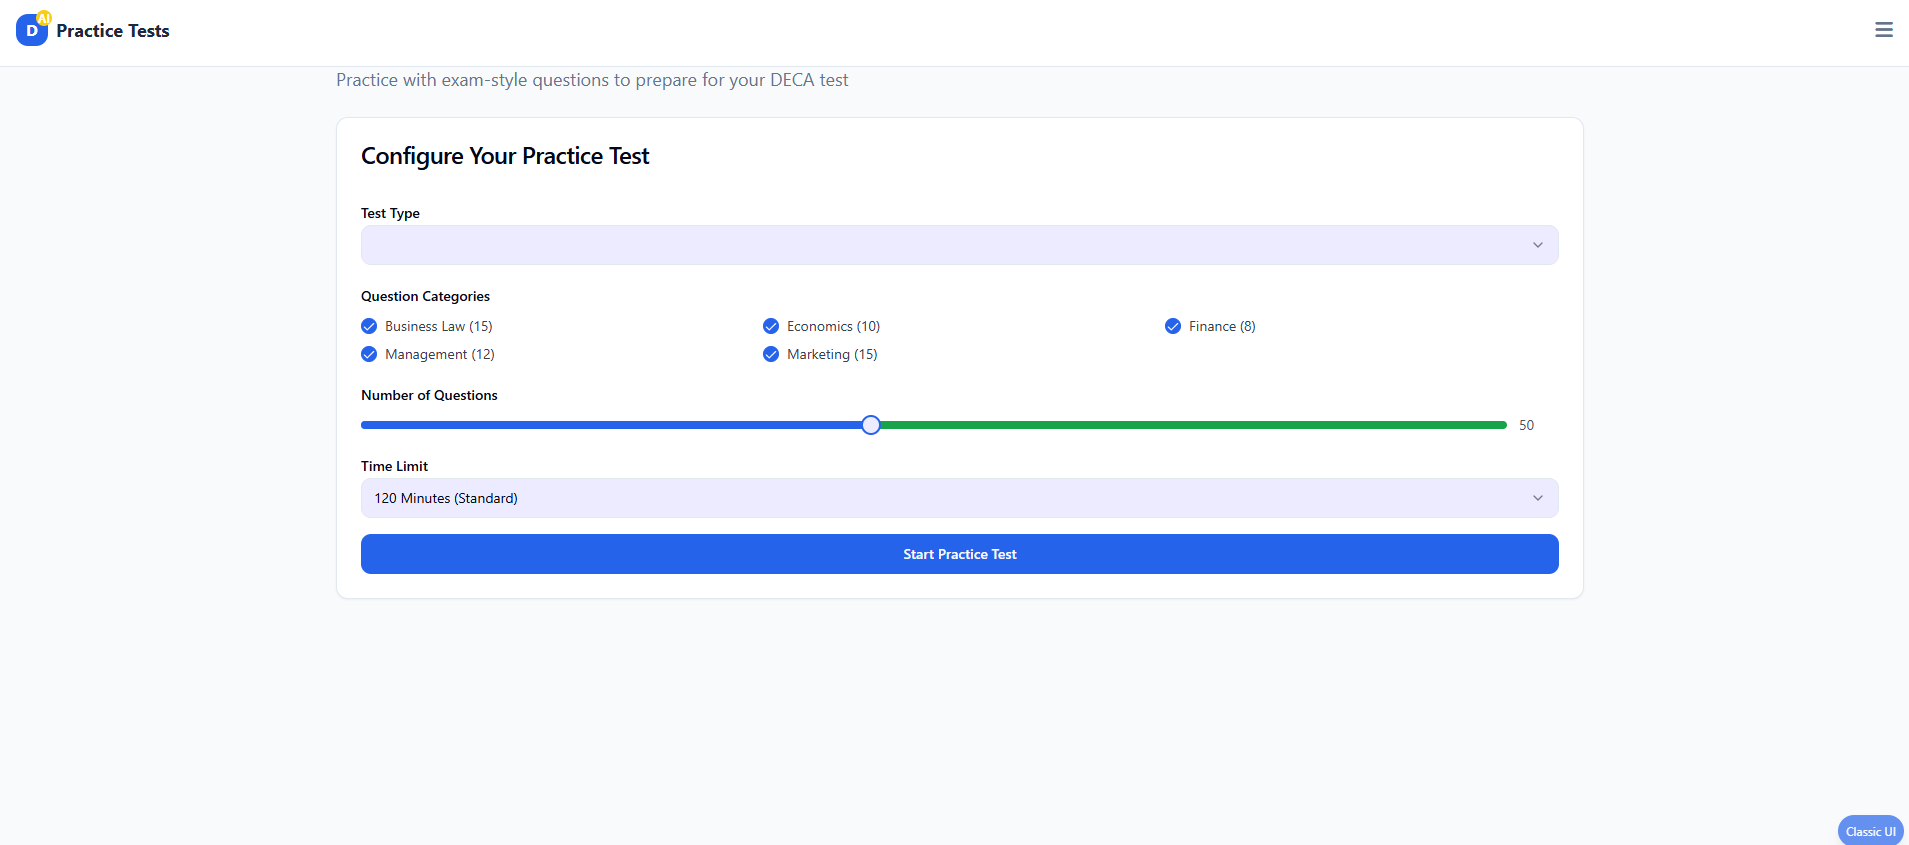 D
AI
Practice Tests
Practice with exam-style questions to prepare for your DECA test
Configure Your Practice Test
Test Type
Question Categories
Business Law (15)
Economics (10)
Finance (8)
Management (12)
Marketing (15)
Number of Questions
50
Time Limit
120 Minutes (Standard)
Start Practice Test
Classic UI